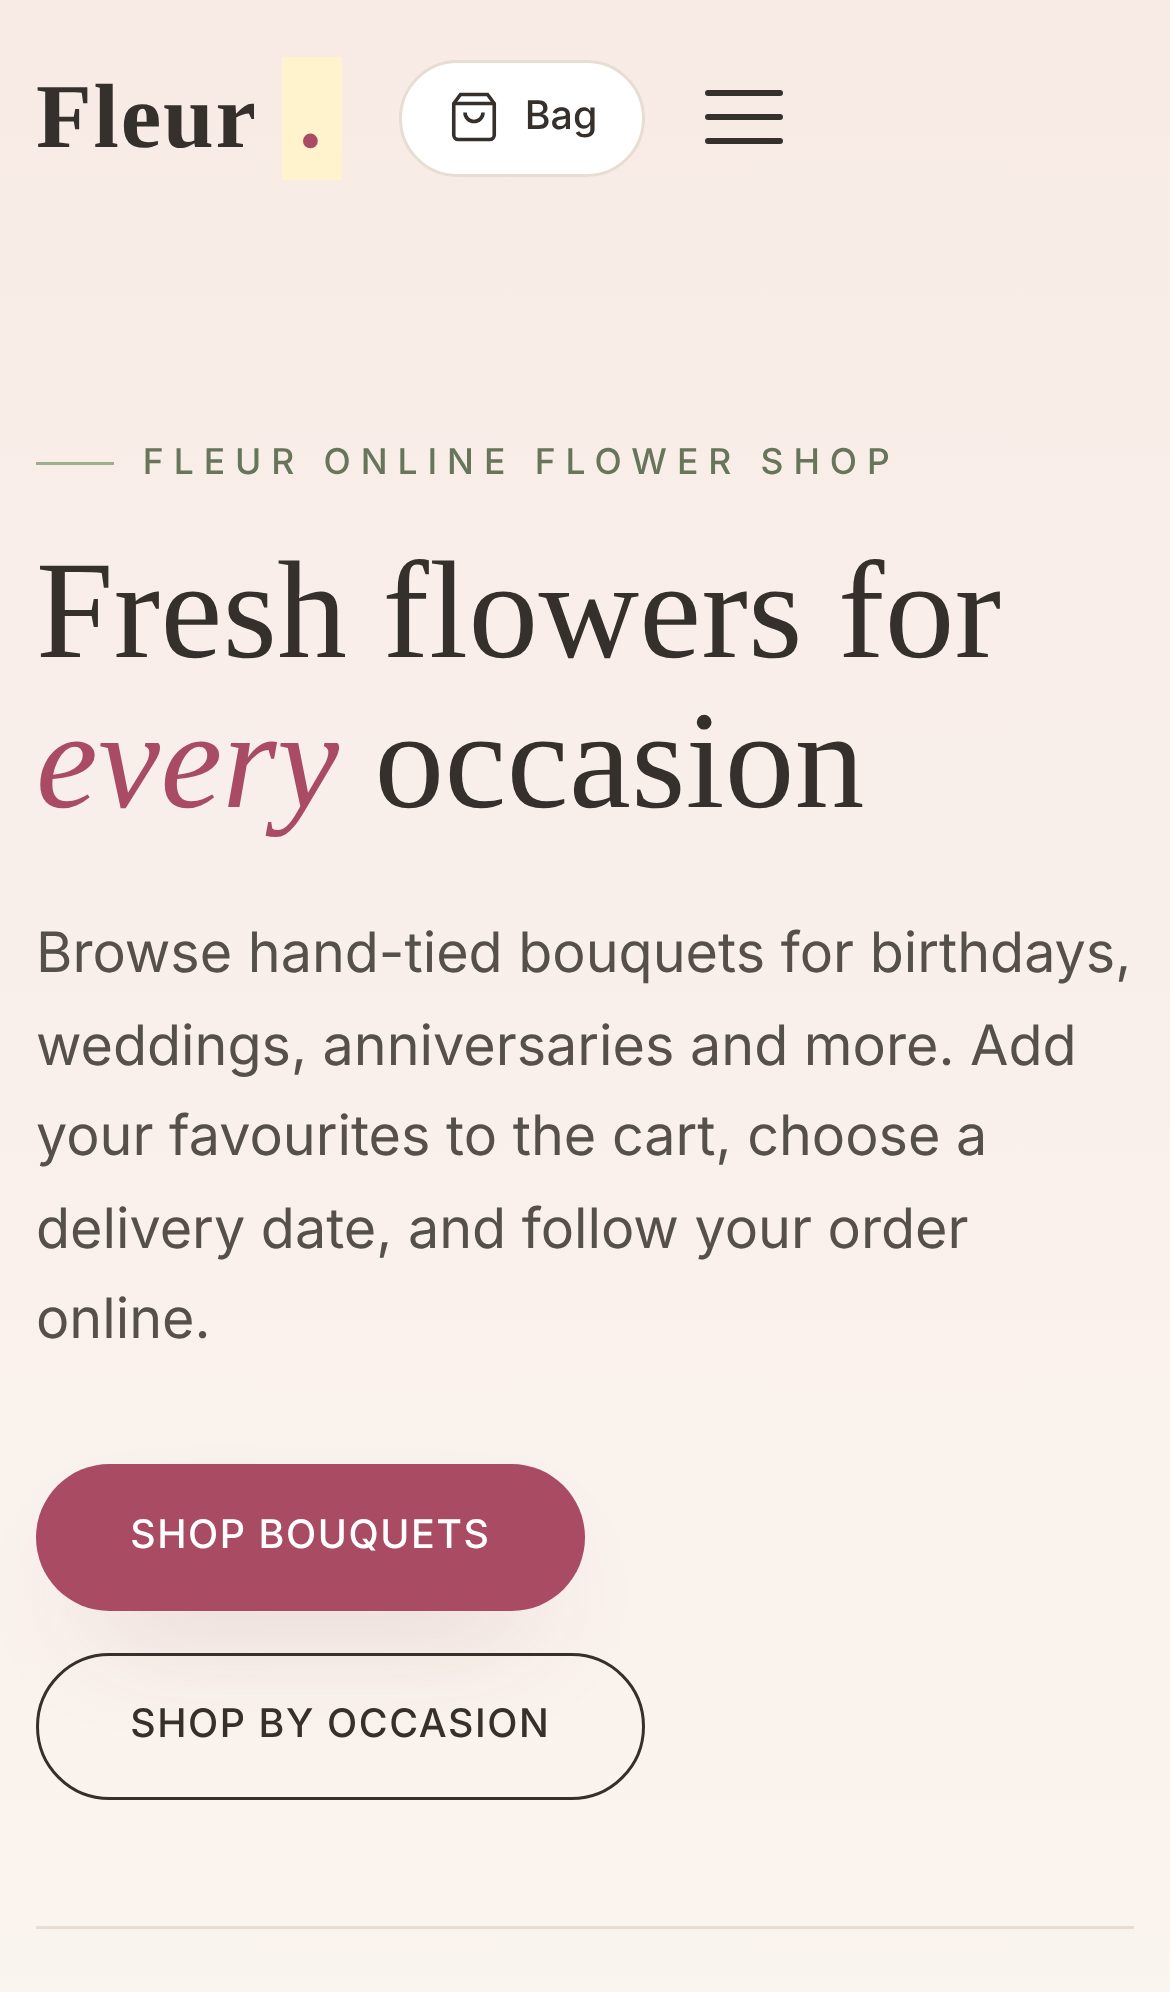 Fleur .
Bag
FLEUR ONLINE FLOWER SHOP
Fresh flowers for
every occasion
Browse hand-tied bouquets for birthdays,
weddings, anniversaries and more. Add
your favourites to the cart, choose a
delivery date, and follow your order
online.
SHOP BOUQUETS
SHOP BY OCCASION